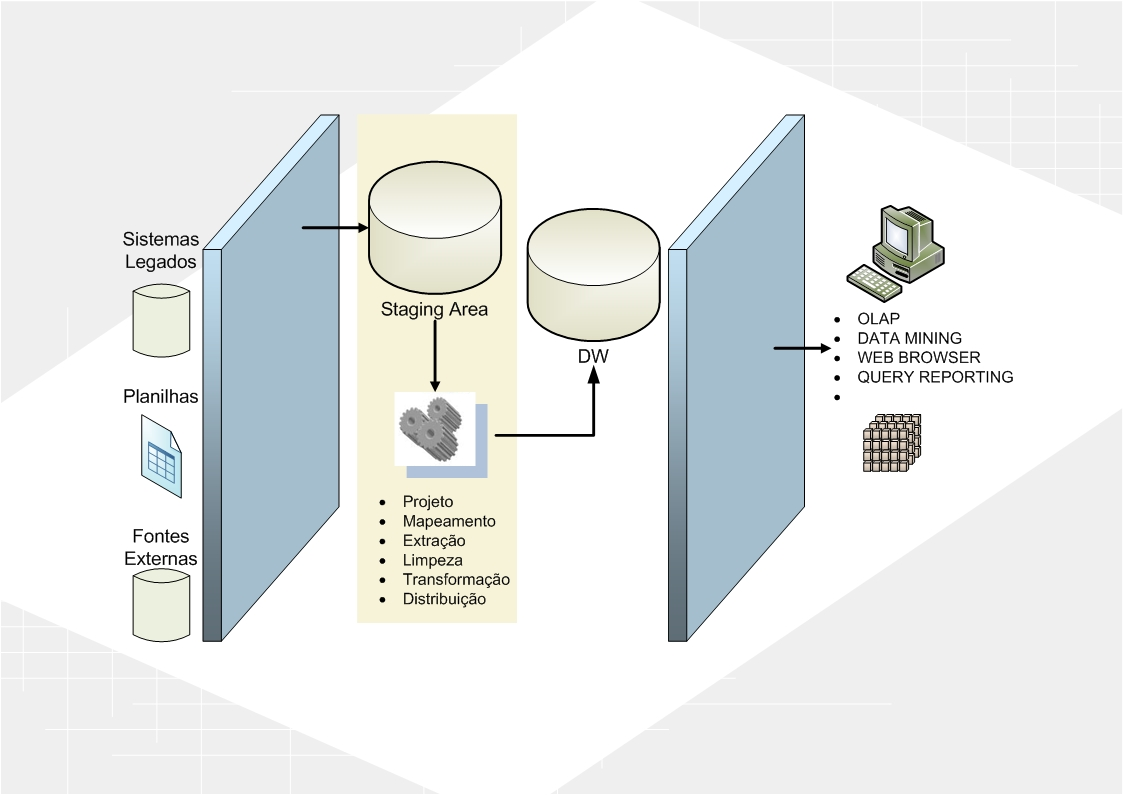 Sistemas
Legados
Planilhas
Fontes
Externas
Staging Area
• Projeto
• Mapeamento
• Extração
• Limpeza
• Transformação
• Distribuição
DW
• OLAP
• DATA MINING
• WEB BROWSER
• QUERY REPORTING
•